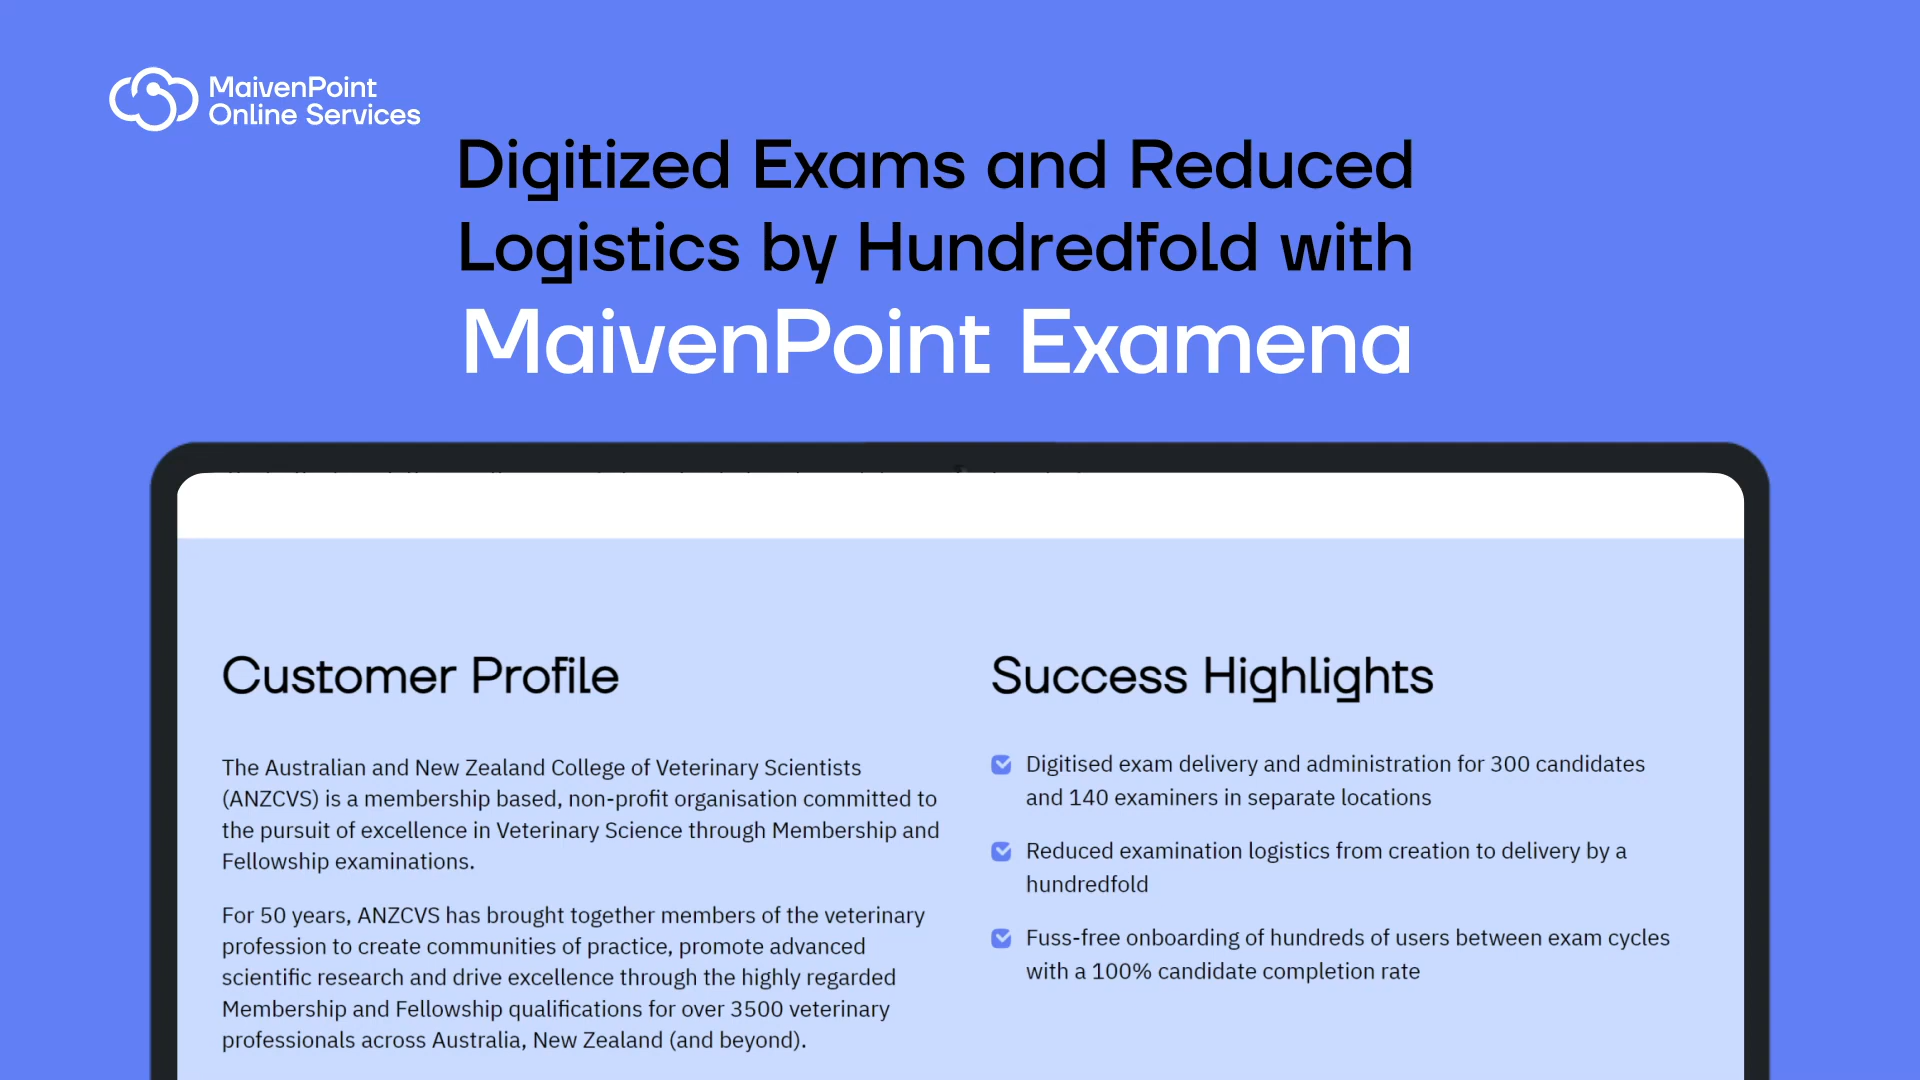 MaivenPoint
Online Services
Digitized Exams and Reduced
Logistics by Hundredfold with
MaivenPoint Examena
Customer Profile
The Australian and New Zealand College of Veterinary Scientists
(ANZCVS) is a membership based, non-profit organisation committed to
the pursuit of excellence in Veterinary Science through Membership and
Fellowship examinations.
For 50 years, ANZCVS has brought together members of the veterinary
profession to create communities of practice, promote advanced
scientific research and drive excellence through the highly regarded
Membership and Fellowship qualifications for over 3500 veterinary
professionals across Australia, New Zealand (and beyond).
Success Highlights
Digitised exam delivery and administration for 300 candidates
and 140 examiners in separate locations
Reduced examination logistics from creation to delivery by a
hundredfold
Fuss-free onboarding of hundreds of users between exam cycles
with a 100% candidate completion rate